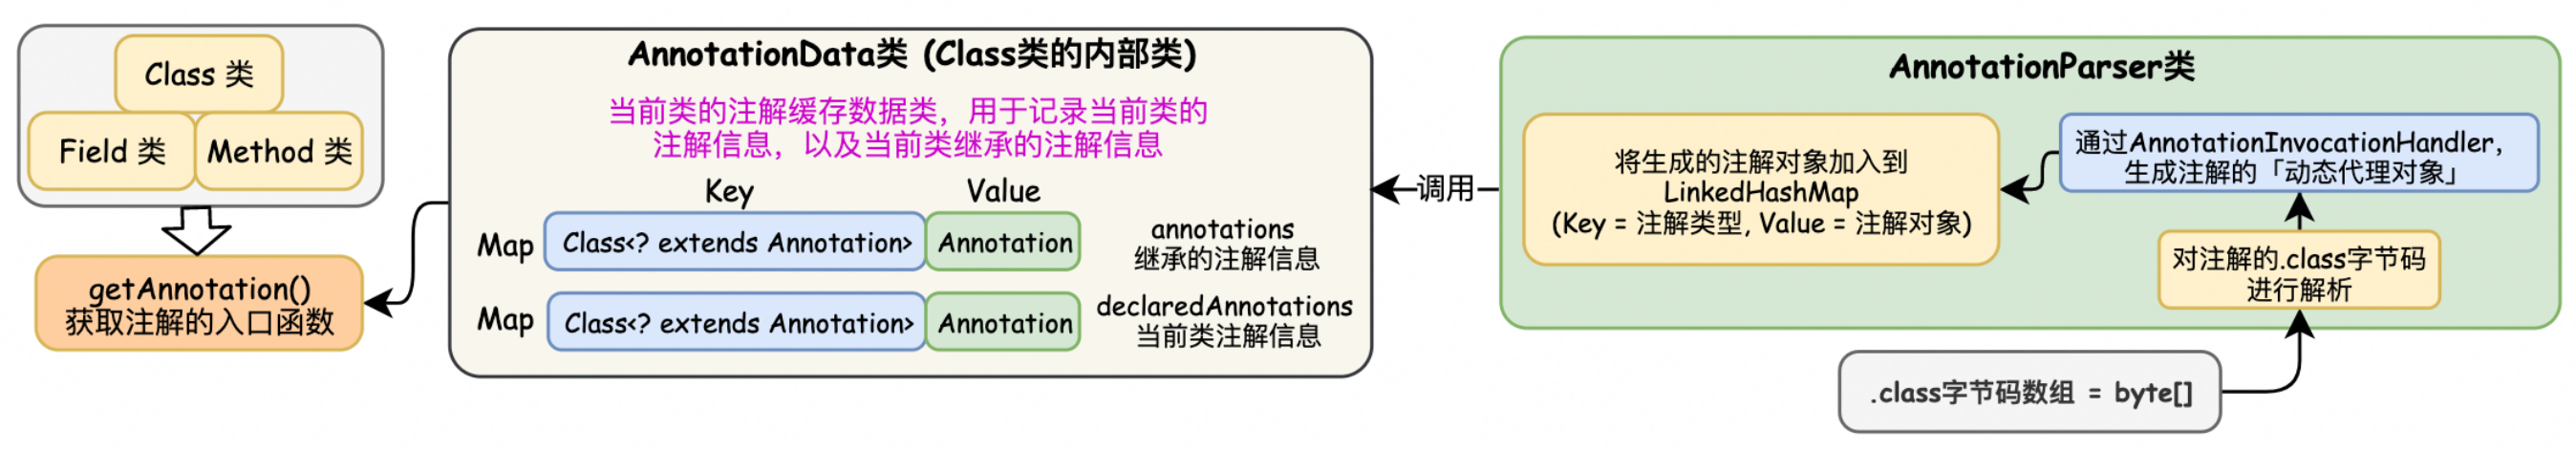 Class 类
Field 类
Method 类
getAnnotation()
获取注解的入口函数
AnnotationData类 (Class类的内部类)
当前类的注解缓存数据类，用于记录当前类的
注解信息，以及当前类继承的注解信息
Key
Value
Map
Class<? extends Annotation>
Annotation
annotations
继承的注解信息
Map
Class<? extends Annotation>
Annotation
declaredAnnotations
当前类注解信息
调用
AnnotationParser类
将生成的注解对象加入到
LinkedHashMap
(Key = 注解类型, Value = 注解对象)
通过AnnotationInvocationHandler，
生成注解的「动态代理对象」
对注解的.class字节码
进行解析
.class字节码数组 = byte[]